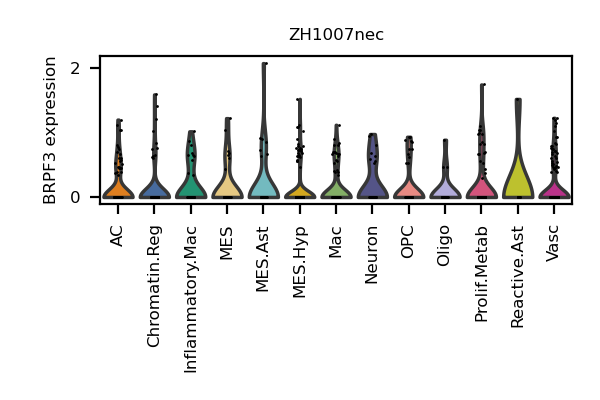 ZH1007nec
BRPF3 expression
2
0
AC
Chromatin.Reg
Inflammatory.Mac
MES
MES.Ast
MES.Hyp
Mac
Neuron
OPC
Oligo
Prolif.Metab
Reactive.Ast
Vasc